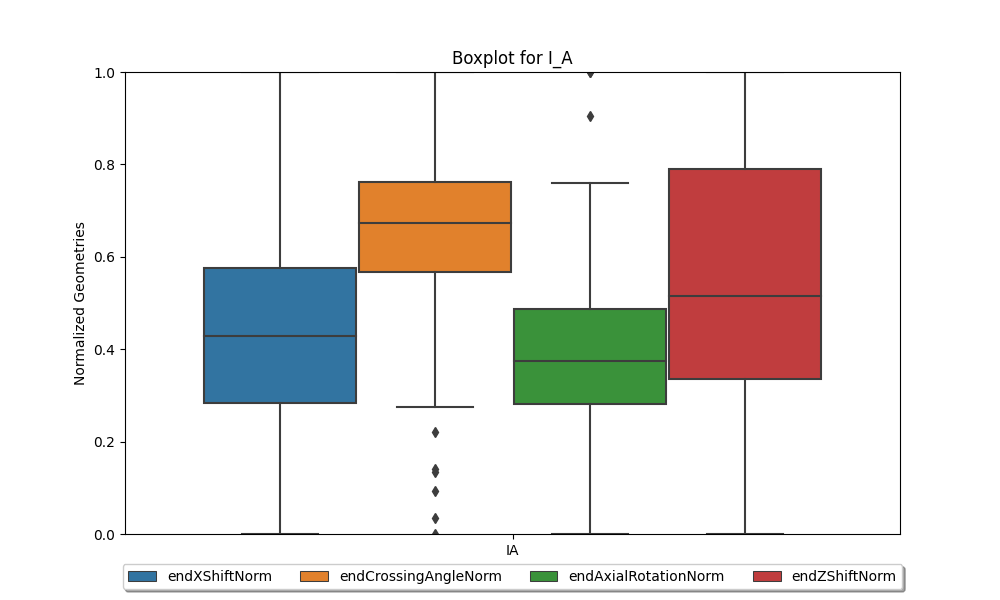 Boxplot for I_A
1.0
0.8
0.6
0.4
0.2
0.0
Normalized Geometries
IA
endXShiftNorm endCrossingAngleNorm endAxialRotationNorm endZShiftNorm